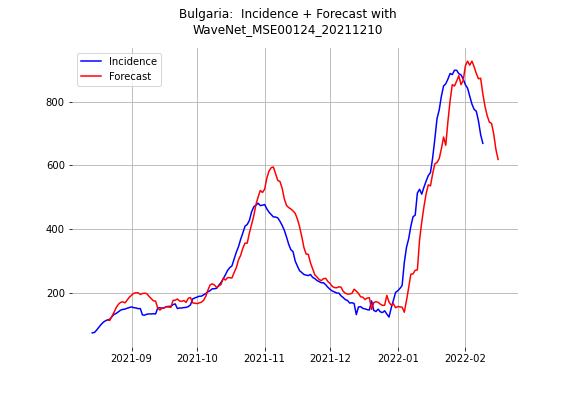 Bulgaria:  Incidence + Forecast with
WaveNet_MSE00124_20211210
Incidence
Forecast
800
600
400
200
2021-09
2021-10
2021-11
2021-12
2022-01
2022-02